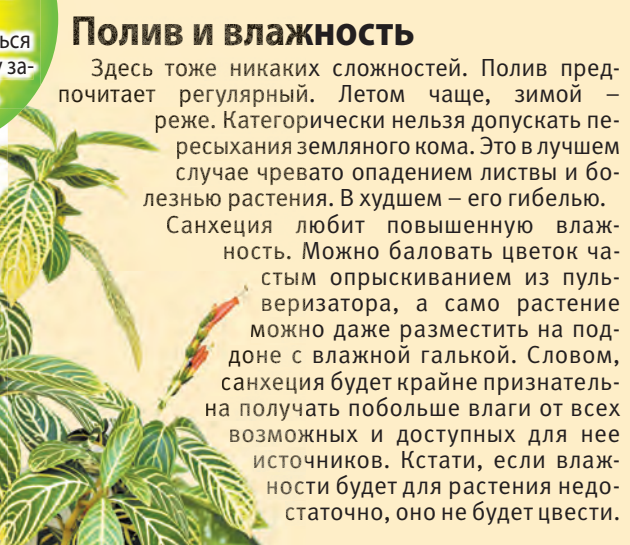 ься
у за-
Полив и влажность
Здесь тоже никаких сложностей. Полив пред-
почитает регулярный. Летом чаще, зимой –
реже. Категорически нельзя допускать пе-
ресыхания земляного кома. Это в лучшем
случае чревато опадением листвы и бо-
лезнью растения. В худшем – его гибелью.
Санхеция любит повышенную влаж-
ность. Можно баловать цветок ча-
стым опрыскиванием из пуль-
веризатора, а само растение
можно даже разместить на под-
доне с влажной галькой. Словом,
санхеция будет крайне признатель-
на получать побольше влаги от всех
возможных и доступных для нее
источников. Кстати, если влаж-
ности будет для растения недо-
статочно, оно не будет цвести.